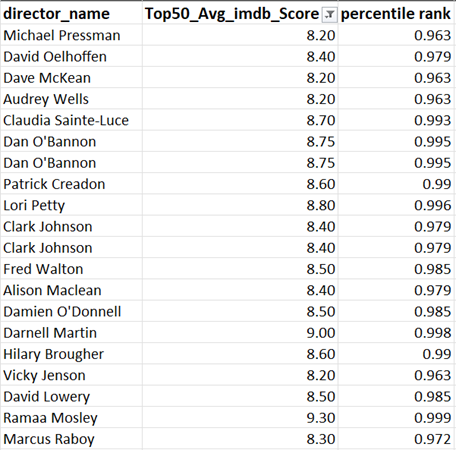 director_name Top50_Avg_imdb_Score percentile rank
Michael Pressman 8.20 0.963
David Oelhoffen 8.40 0.979
Dave McKean 8.20 0.963
Audrey Wells 8.20 0.963
Claudia Sainte-Luce 8.70 0.993
Dan O'Bannon 8.75 0.995
Dan O'Bannon 8.75 0.995
Patrick Creadon 8.60 0.99
Lori Petty 8.80 0.996
Clark Johnson 8.40 0.979
Clark Johnson 8.40 0.979
Fred Walton 8.50 0.985
Alison Maclean 8.40 0.979
Damien O'Donnell 8.50 0.985
Darnell Martin 9.00 0.998
Hilary Brougher 8.60 0.99
Vicky Jenson 8.20 0.963
David Lowery 8.50 0.985
Ramaa Mosley 9.30 0.999
Marcus Raboy 8.30 0.972